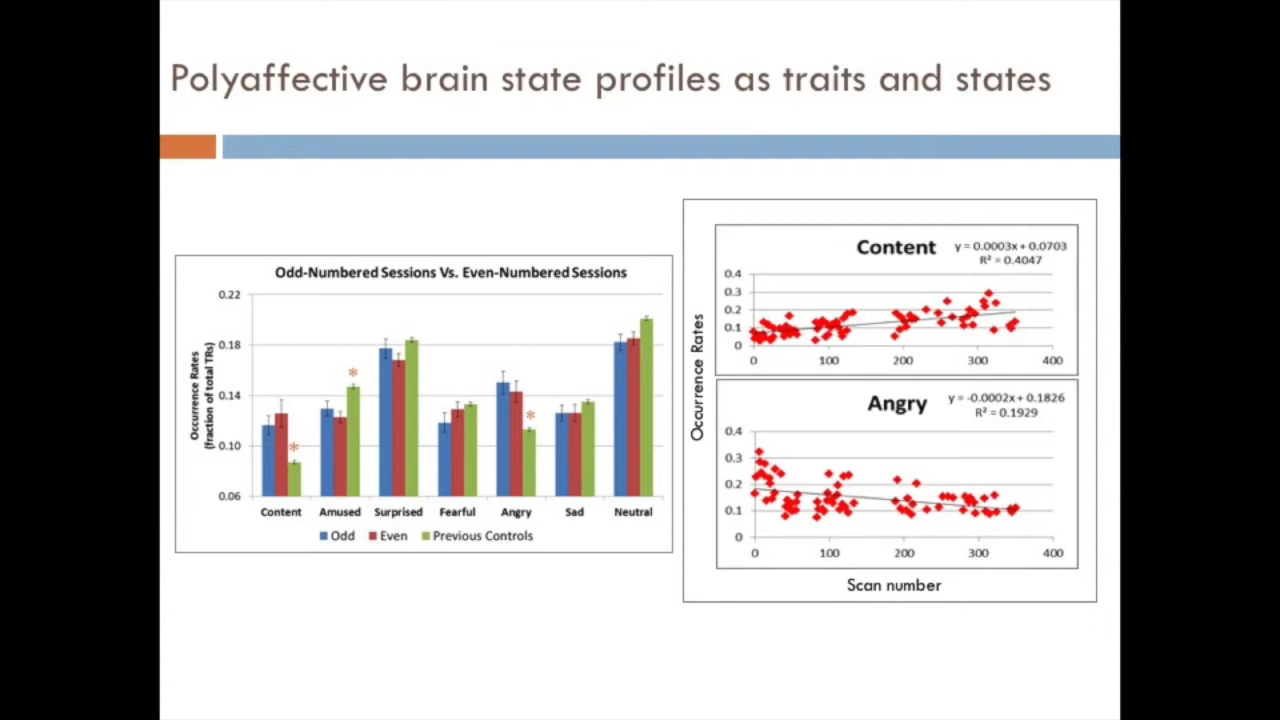 Polyaffective brain state profiles as traits and states
Odd-Numbered Sessions Vs. Even-Numbered Sessions
Occurrence Rates
(fraction of total TRs)
0.22
0.18
0.14
0.10
0.06
* * *
Content Amused Surprised Fearful Angry Sad Neutral
Odd Even Previous Controls
Occurrence Rates
Content
y = 0.0003x + 0.0703
R² = 0.4047
0.4
0.3
0.2
0.1
0
0 100 200 300 400
Angry
y = -0.0002x + 0.1826
R² = 0.1929
0.4
0.3
0.2
0.1
0
0 100 200 300 400
Scan number